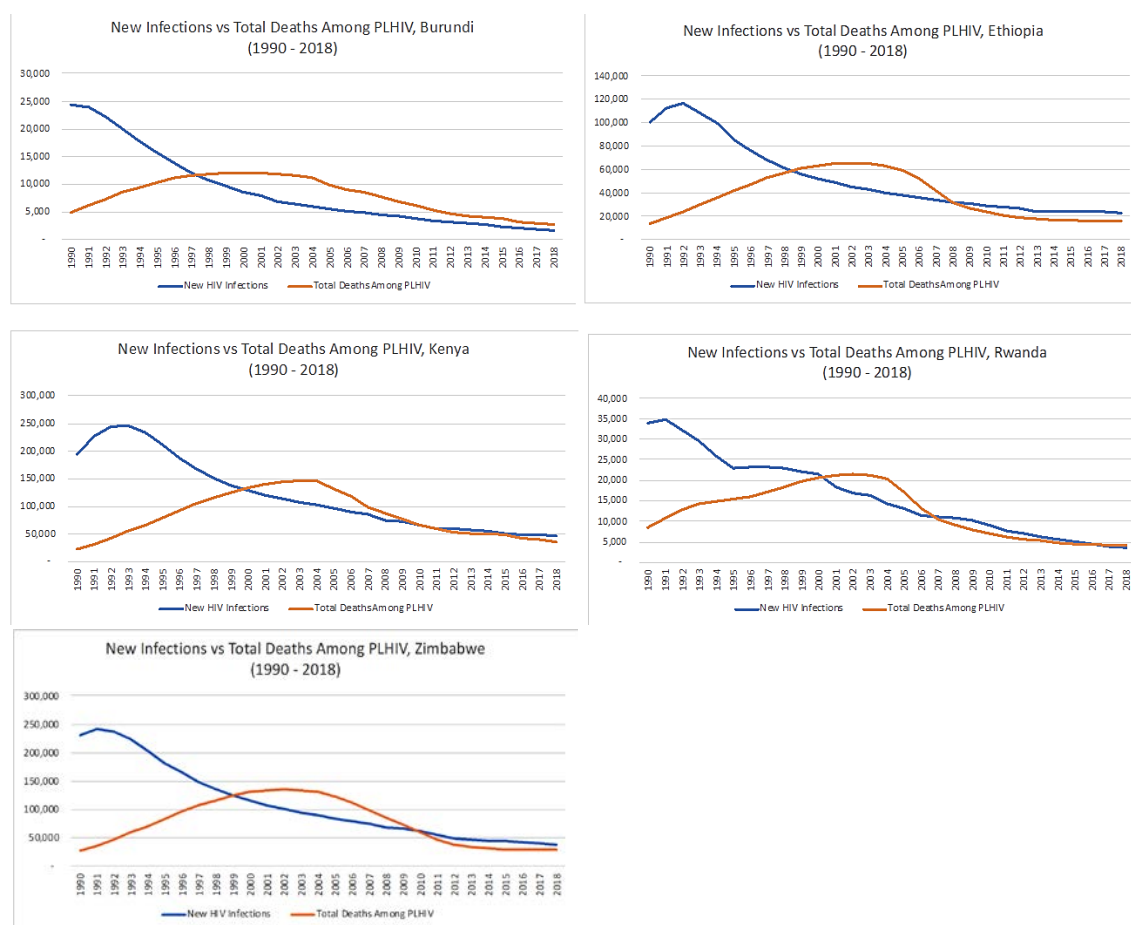 New Infections vs Total Deaths Among PLHIV, Burundi
(1990 - 2018)
30,000
25,000
20,000
15,000
10,000
5,000
-
1990 1991 1992 1993 1994 1995 1996 1997 1998 1999 2000 2001 2002 2003 2004 2005 2006 2007 2008 2009 2010 2011 2012 2013 2014 2015 2016 2017 2018
New HIV Infections Total Deaths Among PLHIV
New Infections vs Total Deaths Among PLHIV, Ethiopia
(1990 - 2018)
140,000
120,000
100,000
80,000
60,000
40,000
20,000
-
1990 1991 1992 1993 1994 1995 1996 1997 1998 1999 2000 2001 2002 2003 2004 2005 2006 2007 2008 2009 2010 2011 2012 2013 2014 2015 2016 2017 2018
New HIV Infections Total Deaths Among PLHIV
New Infections vs Total Deaths Among PLHIV, Kenya
(1990 - 2018)
300,000
250,000
200,000
150,000
100,000
50,000
-
1990 1991 1992 1993 1994 1995 1996 1997 1998 1999 2000 2001 2002 2003 2004 2005 2006 2007 2008 2009 2010 2011 2012 2013 2014 2015 2016 2017 2018
New HIV Infections Total Deaths Among PLHIV
New Infections vs Total Deaths Among PLHIV, Rwanda
(1990 - 2018)
40,000
35,000
30,000
25,000
20,000
15,000
10,000
5,000
-
1990 1991 1992 1993 1994 1995 1996 1997 1998 1999 2000 2001 2002 2003 2004 2005 2006 2007 2008 2009 2010 2011 2012 2013 2014 2015 2016 2017 2018
New HIV Infections Total Deaths Among PLHIV
New Infections vs Total Deaths Among PLHIV, Zimbabwe
(1990 - 2018)
300,000
250,000
200,000
150,000
100,000
50,000
-
1990 1991 1992 1993 1994 1995 1996 1997 1998 1999 2000 2001 2002 2003 2004 2005 2006 2007 2008 2009 2010 2011 2012 2013 2014 2015 2016 2017 2018
New HIV Infections Total Deaths Among PLHIV